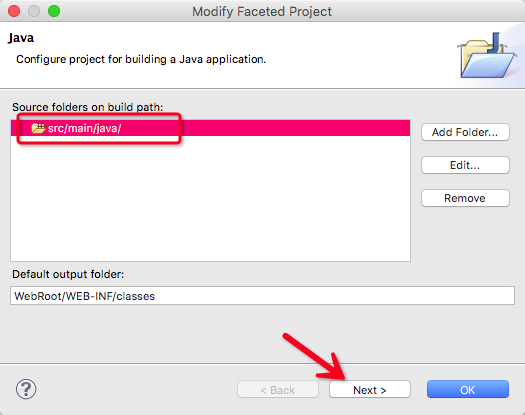 Modify Faceted Project
Java
Configure project for building a Java application.
Source folders on build path:
src/main/java/
Add Folder...
Edit...
Remove
Default output folder:
WebRoot/WEB-INF/classes
?
< Back
Next >
OK